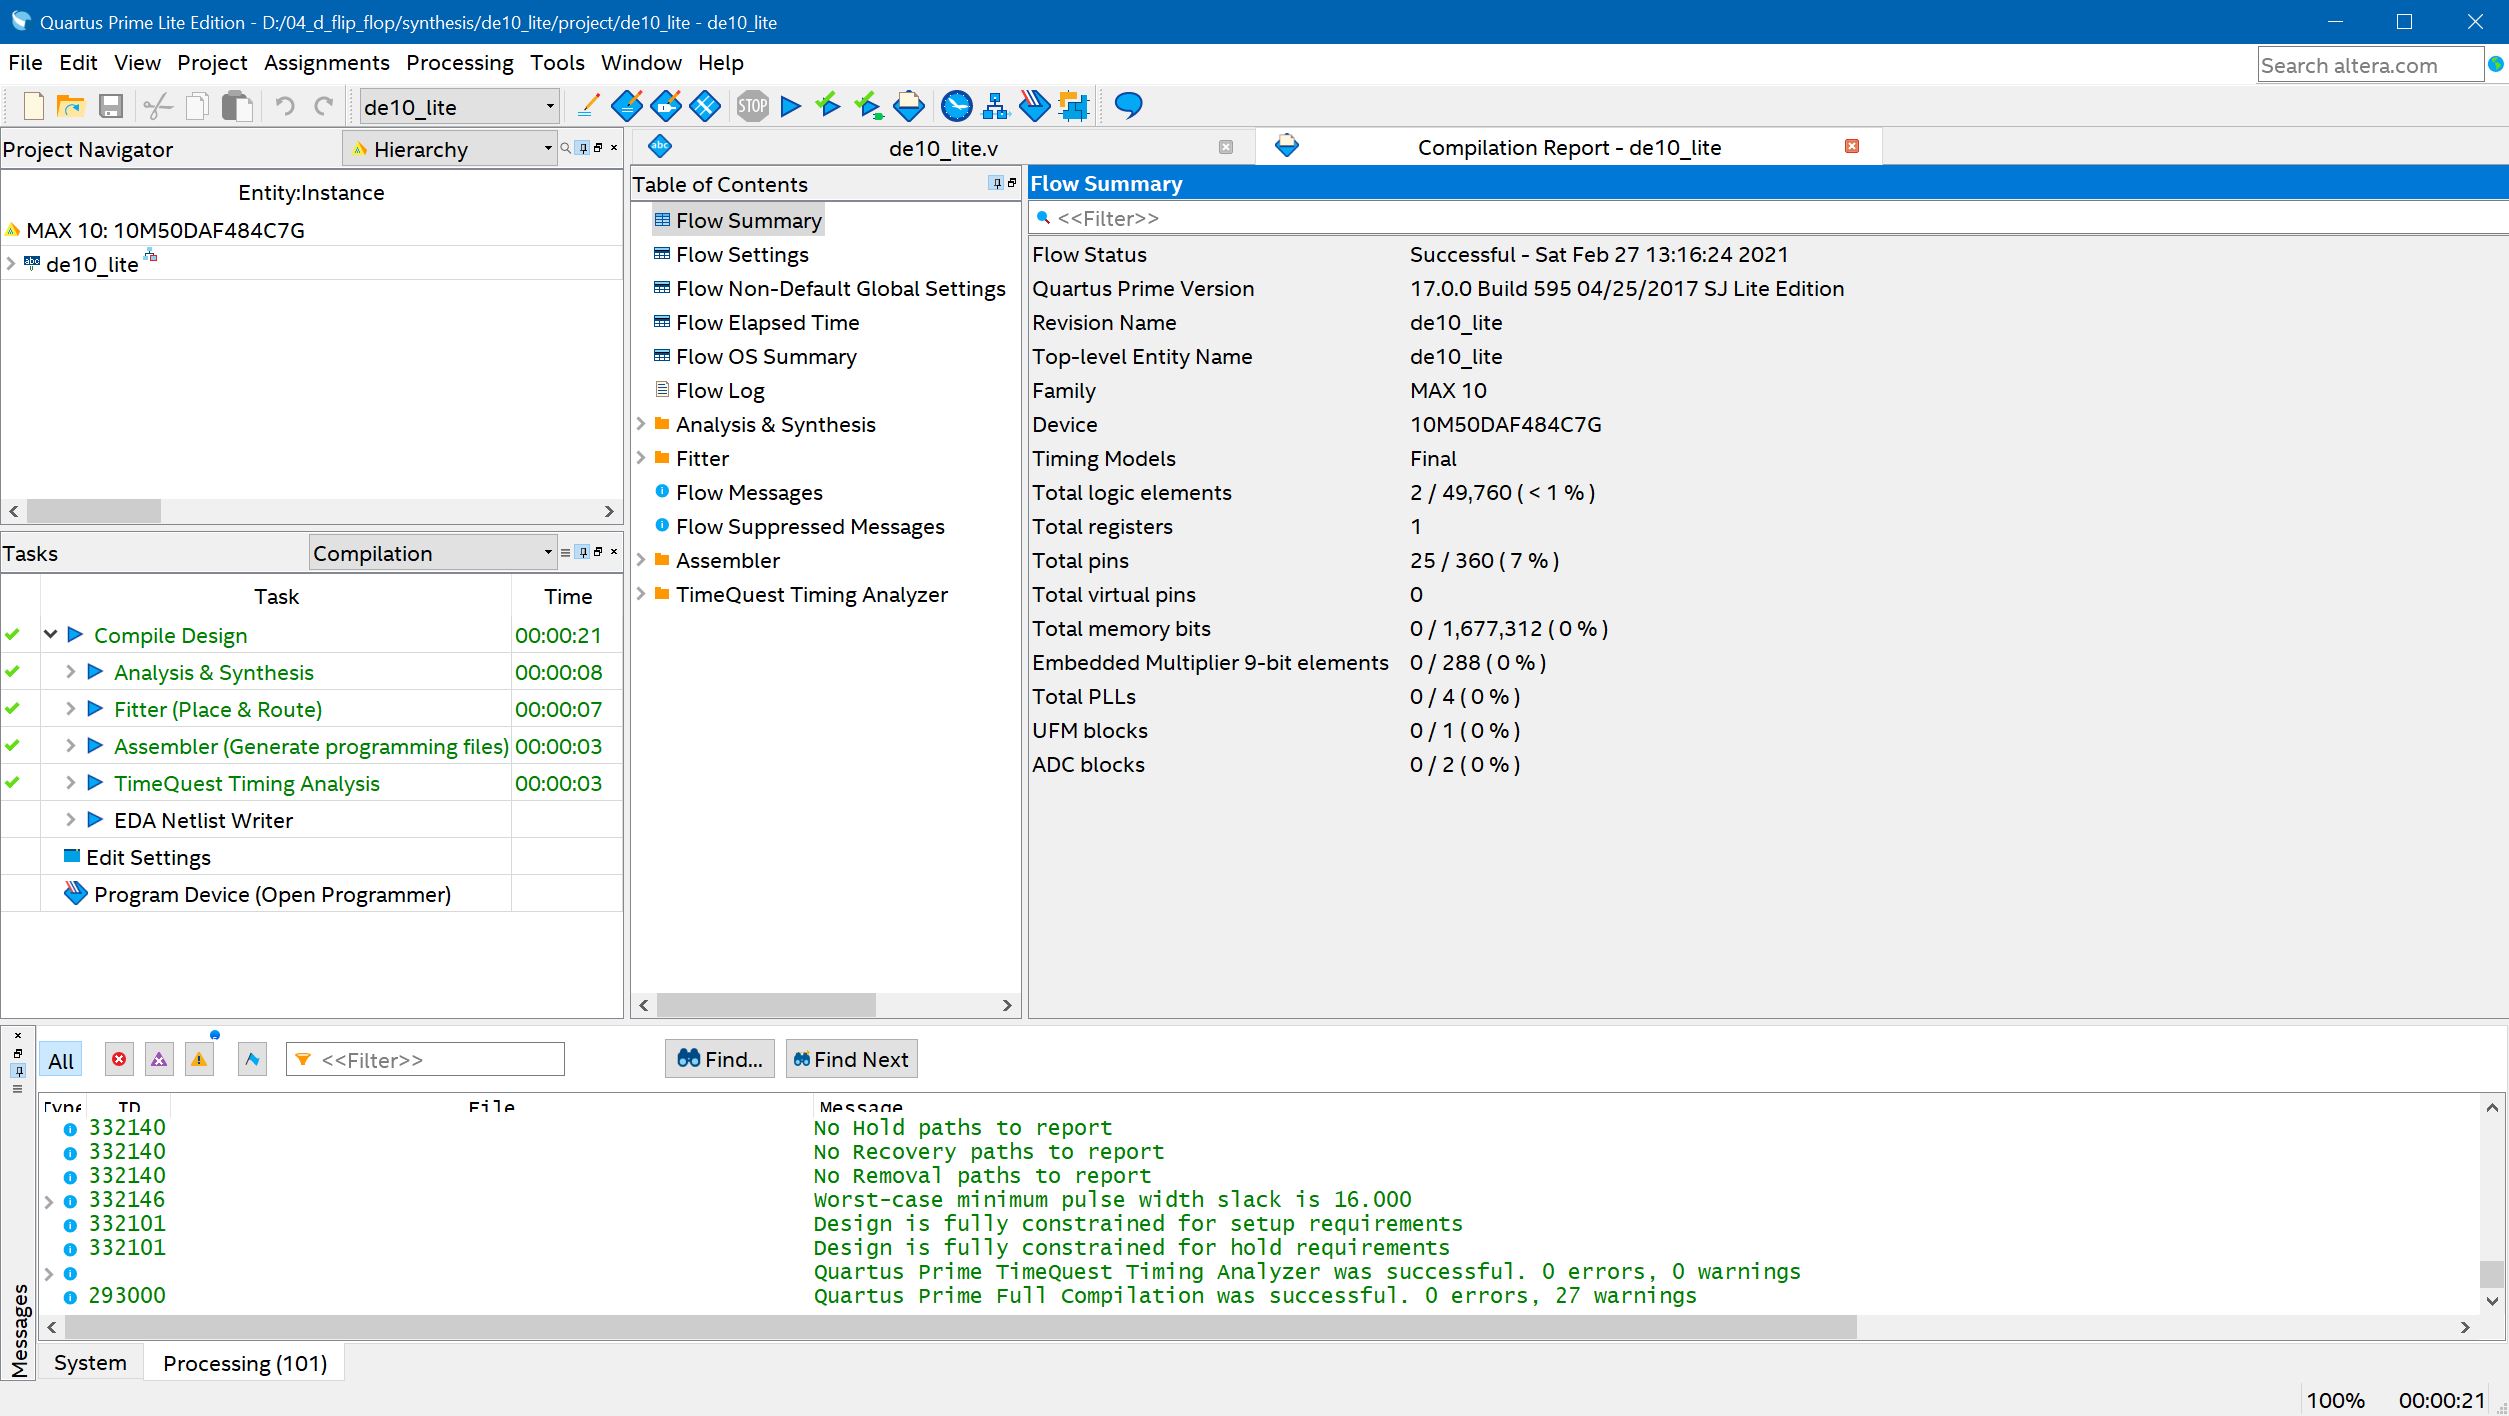 Quartus Prime Lite Edition - D:/04_d_flip_flop/synthesis/de10_lite/project/de10_lite - de10_lite
File Edit View Project Assignments Processing Tools Window Help
Search altera.com
de10_lite
STOP
Project Navigator
Hierarchy
Entity:Instance
MAX 10: 10M50DAF484C7G
abc de10_lite
Tasks
Compilation
Task Time
Compile Design 00:00:21
Analysis & Synthesis 00:00:08
Fitter (Place & Route) 00:00:07
Assembler (Generate programming files) 00:00:03
TimeQuest Timing Analysis 00:00:03
EDA Netlist Writer
Edit Settings
Program Device (Open Programmer)
abc de10_lite.v
Compilation Report - de10_lite
Table of Contents
Flow Summary
Flow Settings
Flow Non-Default Global Settings
Flow Elapsed Time
Flow OS Summary
Flow Log
Analysis & Synthesis
Fitter
Flow Messages
Flow Suppressed Messages
Assembler
TimeQuest Timing Analyzer
Flow Summary
<<Filter>>
Flow Status Successful - Sat Feb 27 13:16:24 2021
Quartus Prime Version 17.0.0 Build 595 04/25/2017 SJ Lite Edition
Revision Name de10_lite
Top-level Entity Name de10_lite
Family MAX 10
Device 10M50DAF484C7G
Timing Models Final
Total logic elements 2 / 49,760 ( < 1 % )
Total registers 1
Total pins 25 / 360 ( 7 % )
Total virtual pins 0
Total memory bits 0 / 1,677,312 ( 0 % )
Embedded Multiplier 9-bit elements 0 / 288 ( 0 % )
Total PLLs 0 / 4 ( 0 % )
UFM blocks 0 / 1 ( 0 % )
ADC blocks 0 / 2 ( 0 % )
All
<<Filter>>
Find...
Find Next
Type ID File Message
332140 No Hold paths to report
332140 No Recovery paths to report
332140 No Removal paths to report
332146 Worst-case minimum pulse width slack is 16.000
332101 Design is fully constrained for setup requirements
332101 Design is fully constrained for hold requirements
Quartus Prime TimeQuest Timing Analyzer was successful. 0 errors, 0 warnings
293000 Quartus Prime Full Compilation was successful. 0 errors, 27 warnings
Messages
System
Processing (101)
100% 00:00:21